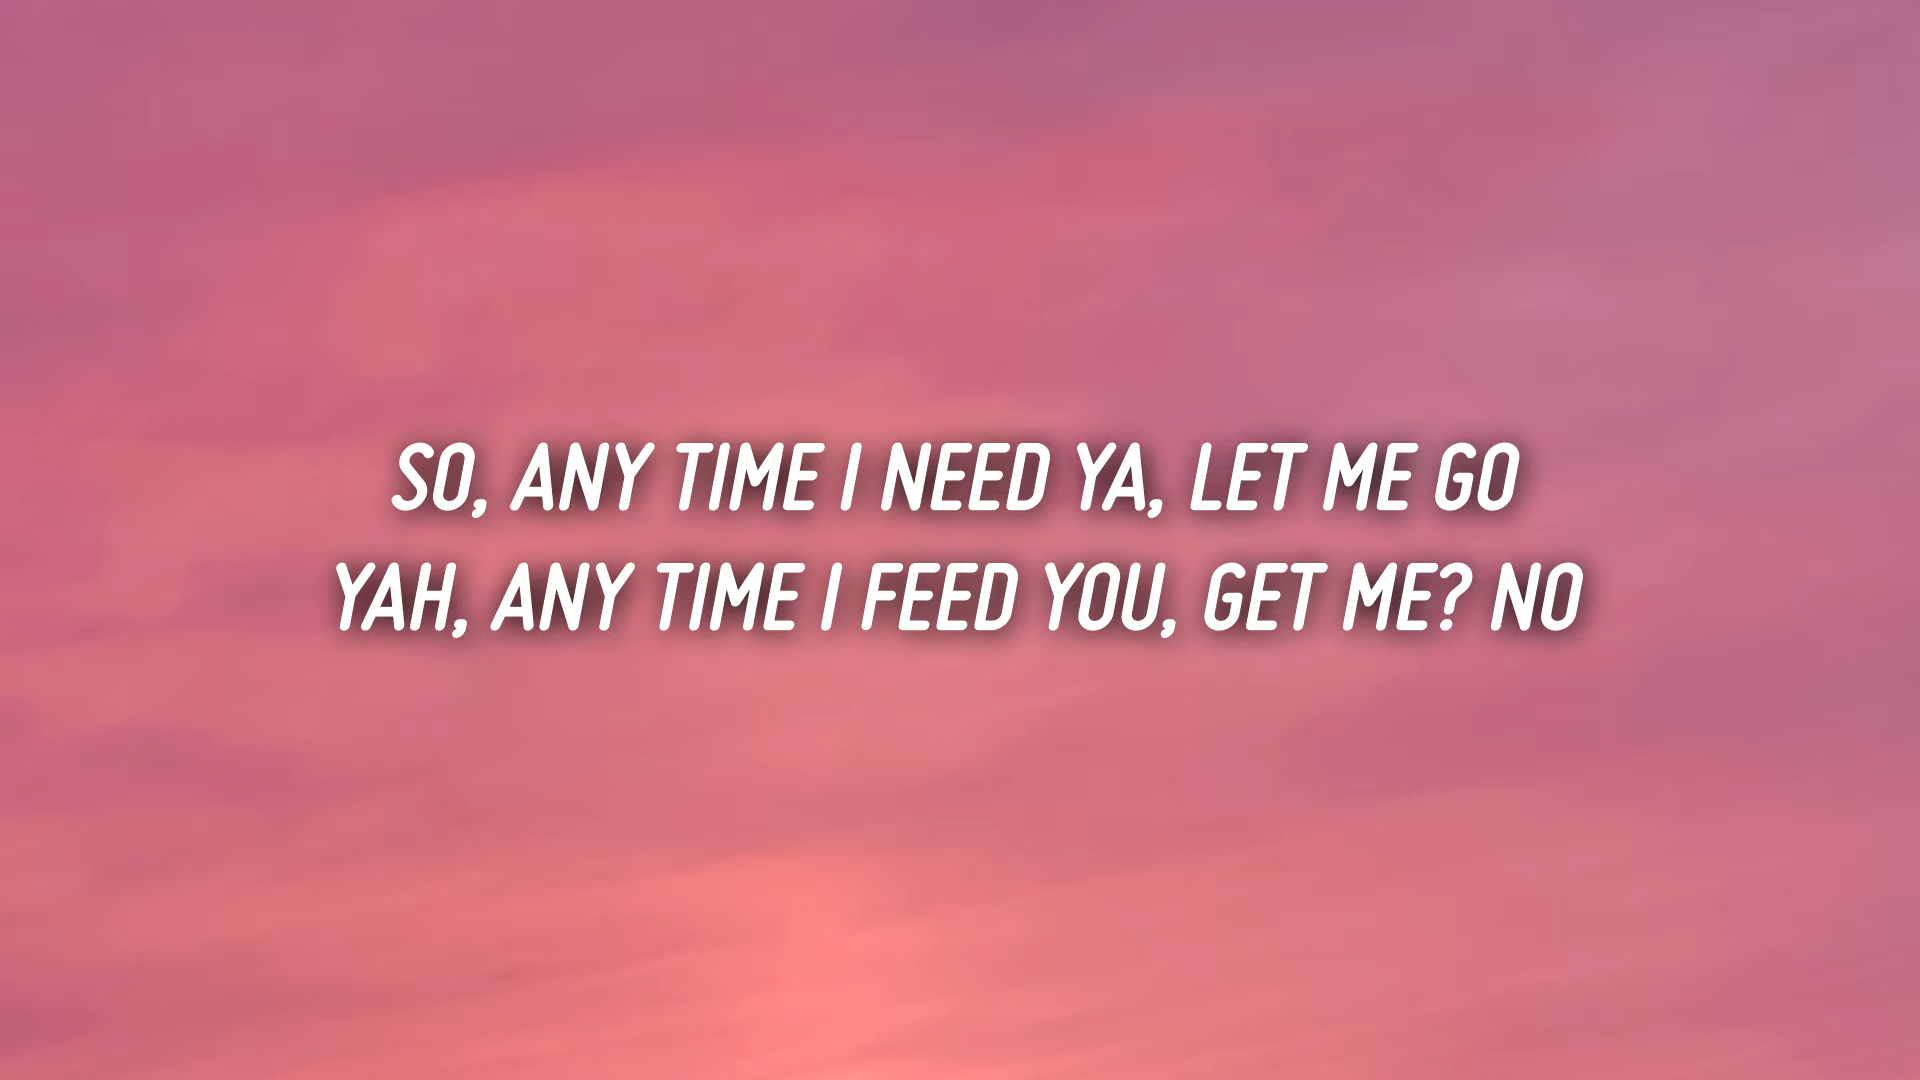 SO, ANY TIME I NEED YA, LET ME GO
YAH, ANY TIME I FEED YOU, GET ME? NO